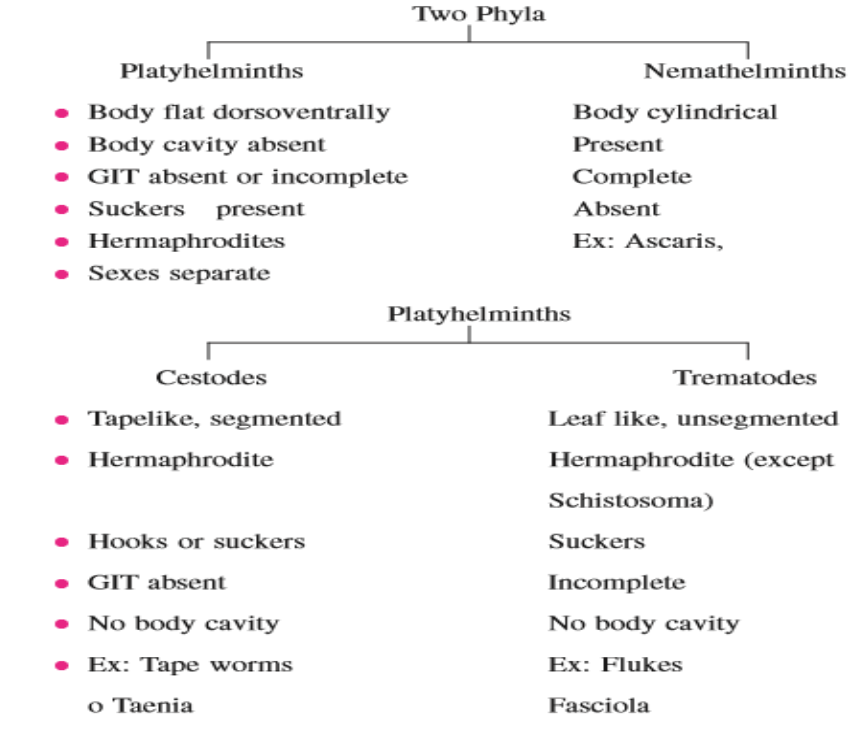 Two Phyla
Platyhelminths Nemathelminths
• Body flat dorsoventrally Body cylindrical
• Body cavity absent Present
• GIT absent or incomplete Complete
• Suckers present Absent
• Hermaphrodites Ex: Ascaris,
• Sexes separate
Platyhelminths
Cestodes Trematodes
• Tapelike, segmented Leaf like, unsegmented
• Hermaphrodite Hermaphrodite (except
Schistosoma)
• Hooks or suckers Suckers
• GIT absent Incomplete
• No body cavity No body cavity
• Ex: Tape worms Ex: Flukes
o Taenia Fasciola